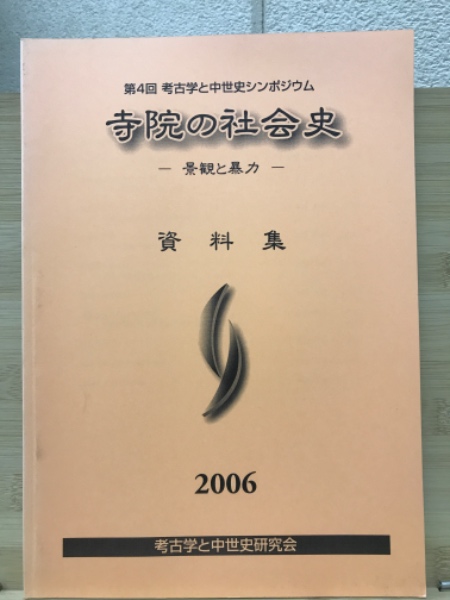 第4回 考古学と中世史シンポジウム
寺院の社会史
― 景観と暴力 ―
資料集
2006
考古学と中世史研究会